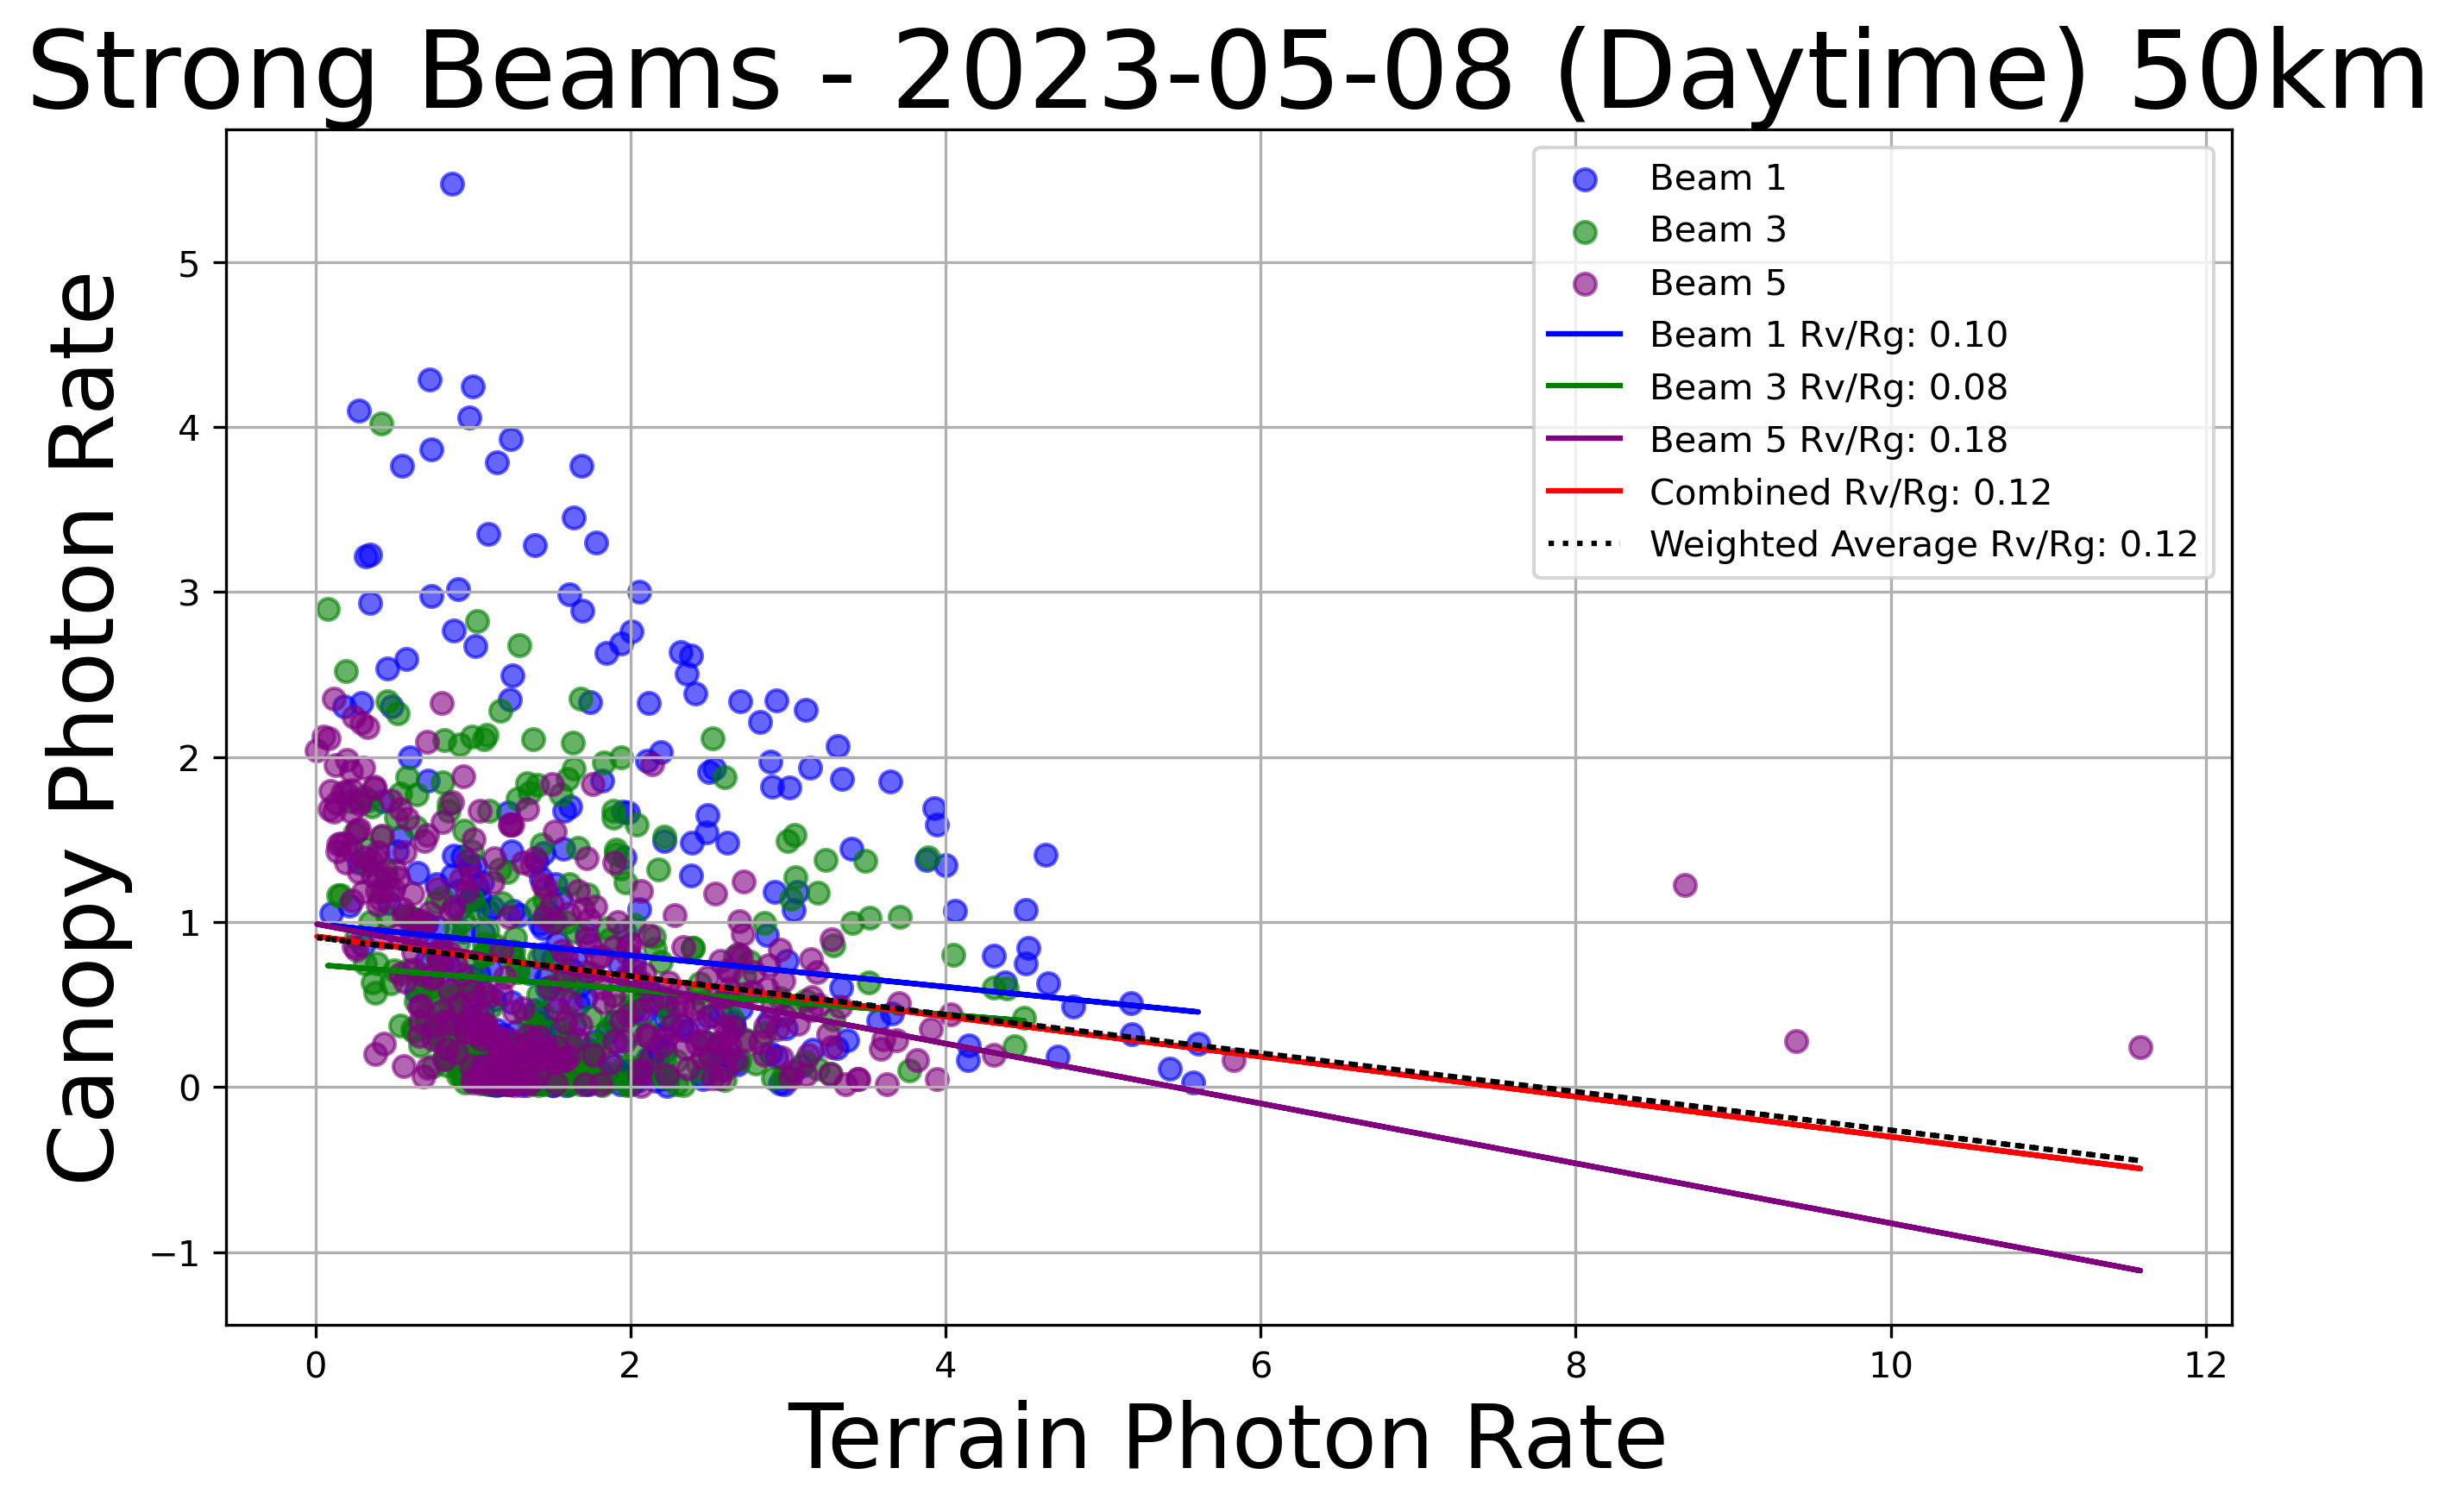 Strong Beams - 2023-05-08 (Daytime) 50km
Beam 1
Beam 3
Beam 5
Beam 1 Rv/Rg: 0.10
Beam 3 Rv/Rg: 0.08
Beam 5 Rv/Rg: 0.18
Combined Rv/Rg: 0.12
Weighted Average Rv/Rg: 0.12
Canopy Photon Rate
5
4
3
2
1
0
−1
0 2 4 6 8 10 12
Terrain Photon Rate